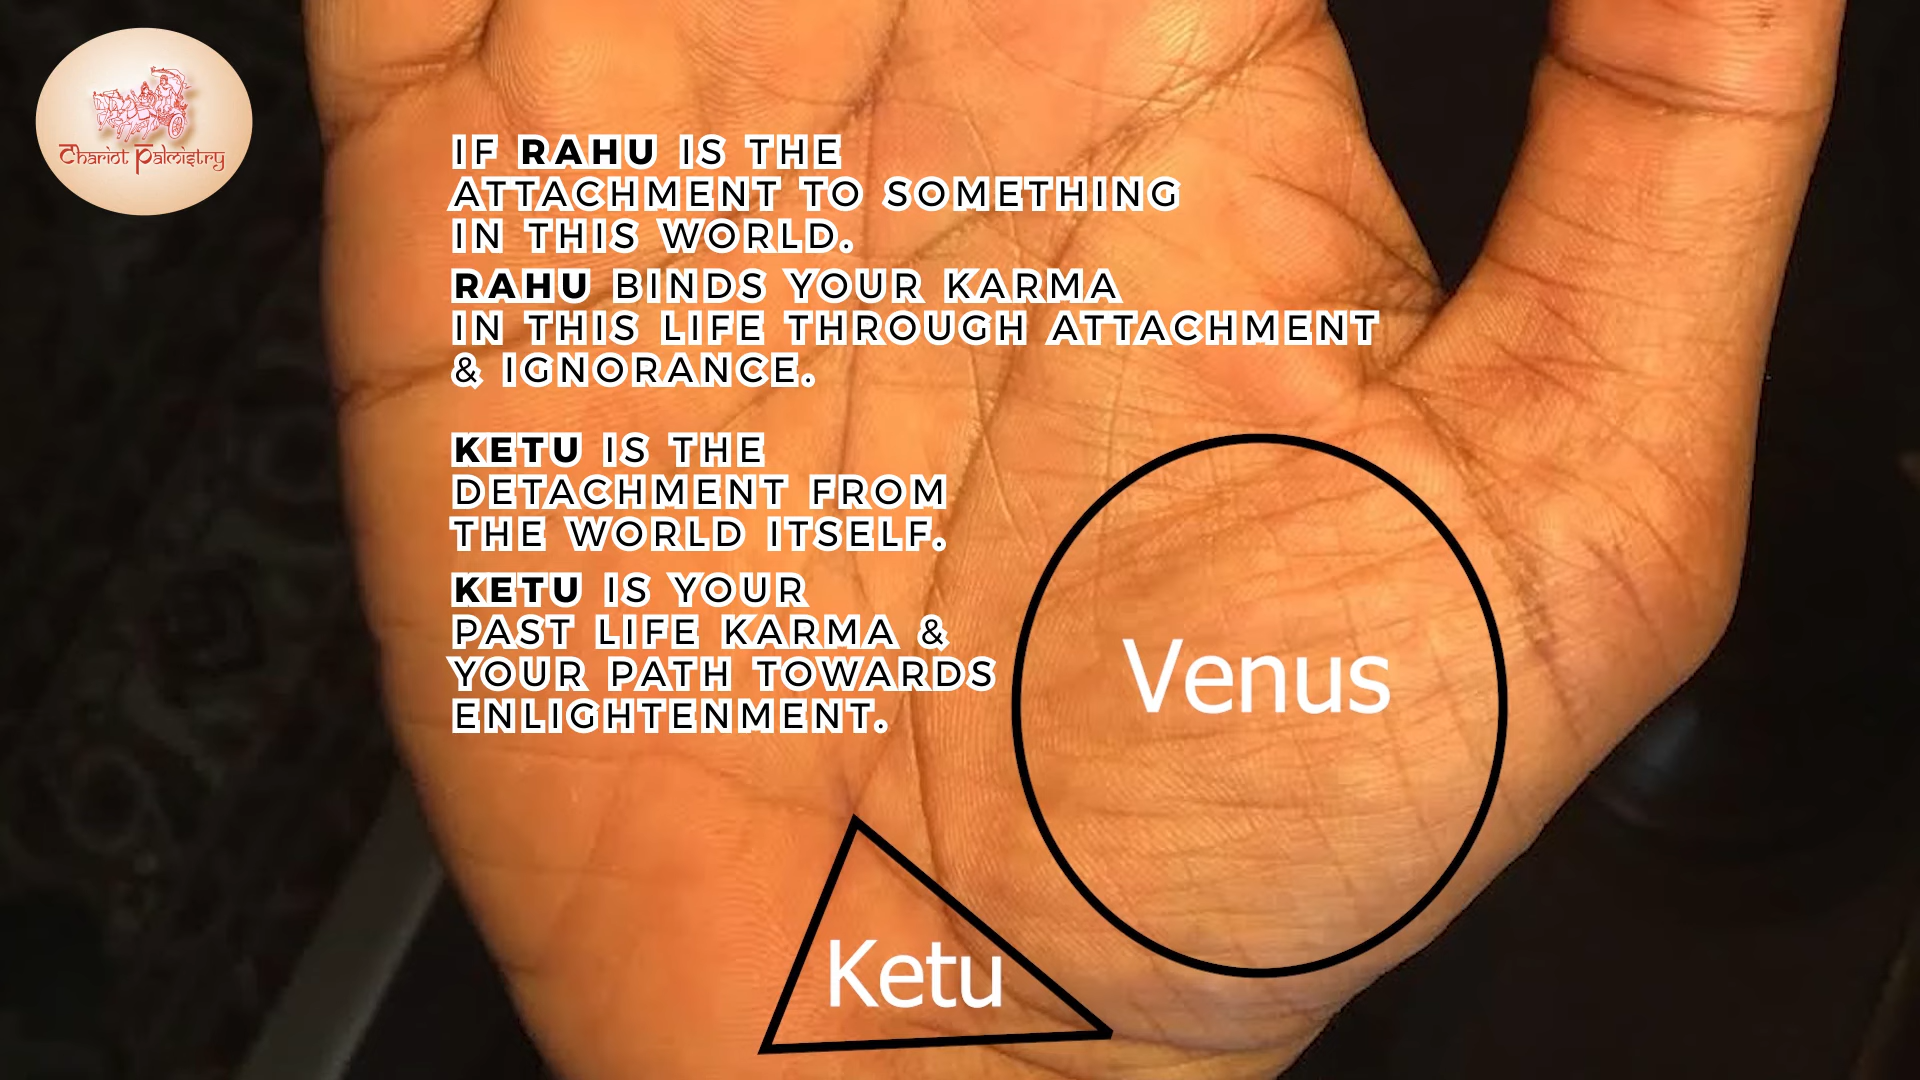 Chariot Palmistry
IF RAHU IS THE
ATTACHMENT TO SOMETHING
IN THIS WORLD.
RAHU BINDS YOUR KARMA
IN THIS LIFE THROUGH ATTACHMENT
& IGNORANCE.
KETU IS THE
DETACHMENT FROM
THE WORLD ITSELF.
KETU IS YOUR
PAST LIFE KARMA &
YOUR PATH TOWARDS
ENLIGHTENMENT.
Venus
Ketu